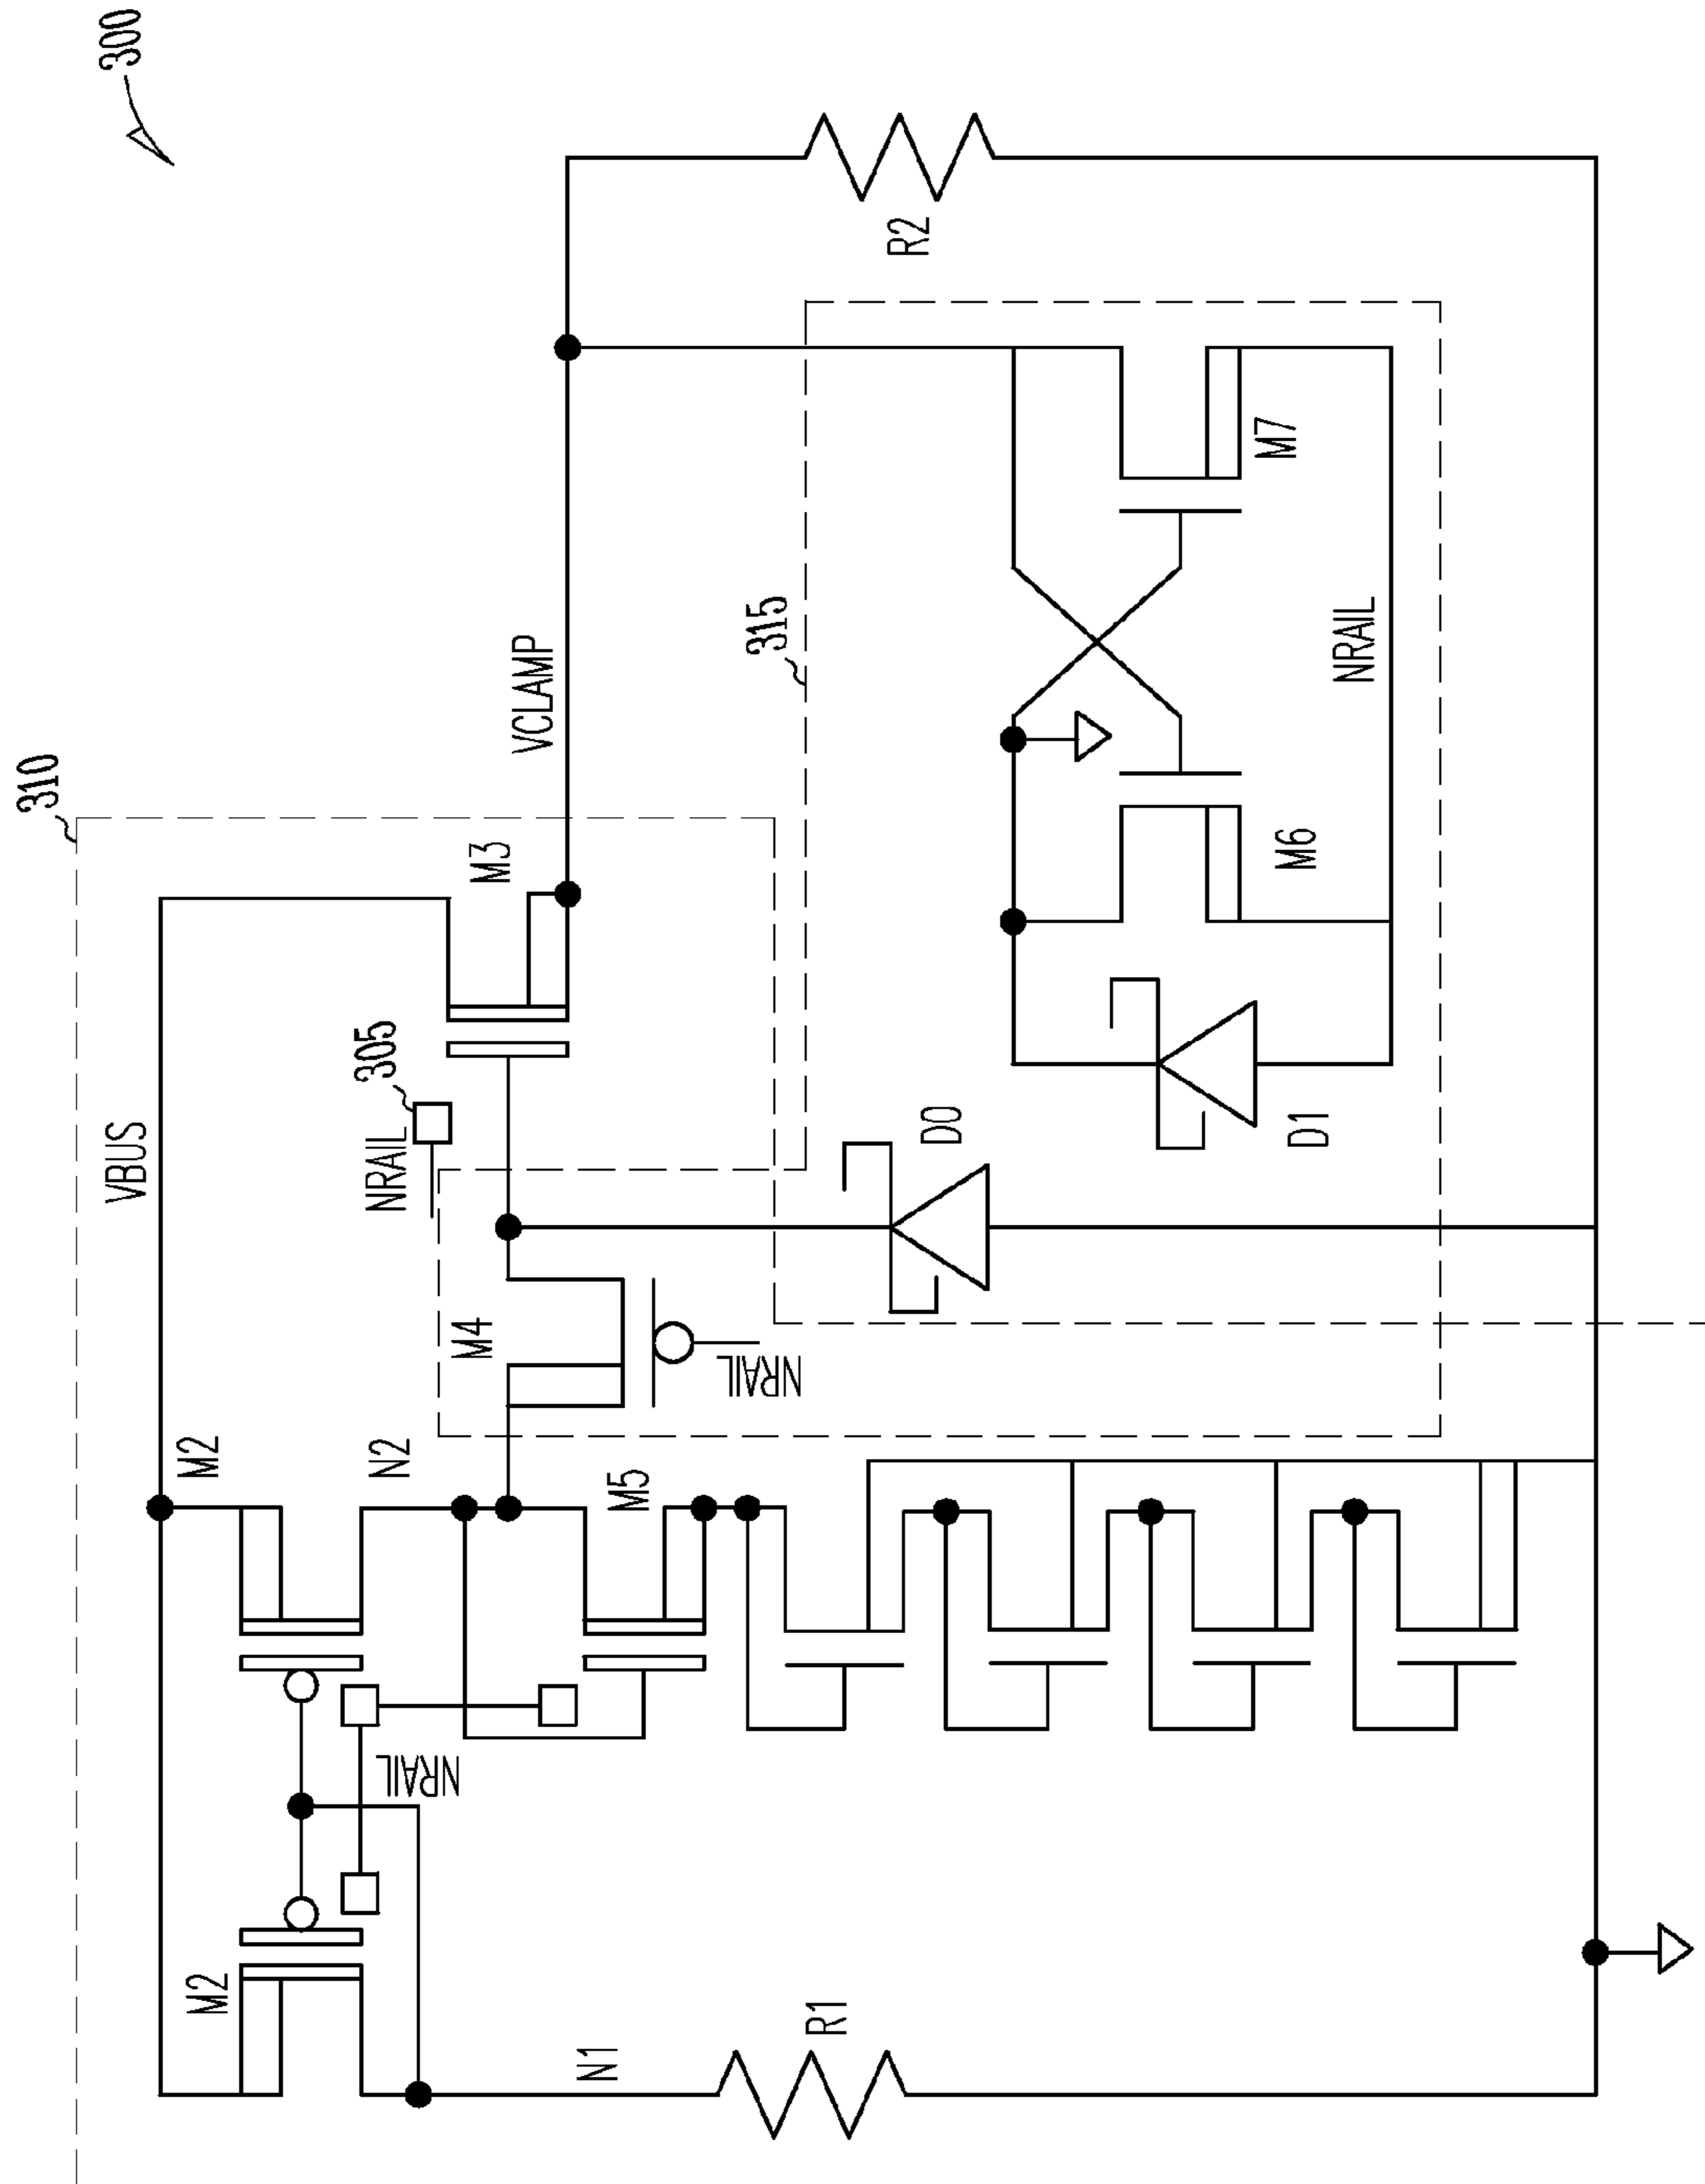 300
310
VBUS
M2
M2
N2
NRAIL
305
M3
VCLAMP
M4
NRAIL
NRAIL
M5
N1
R1
D0
315
R2
M7
M6
D1
NRAIL